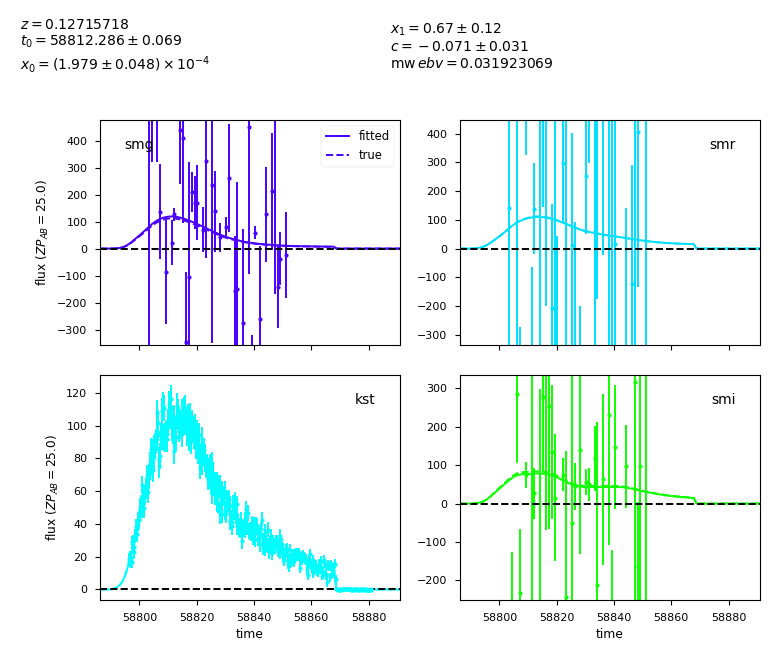 z = 0.12715718
t₀ = 58812.286 ± 0.069
x₀ = (1.979 ± 0.048) × 10⁻⁴
x₁ = 0.67 ± 0.12
c = −0.071 ± 0.031
mw ebv = 0.031923069
smg
fitted
true
400
300
200
100
0
−100
−200
−300
flux (ZP_AB = 25.0)
smr
400
300
200
100
0
−100
−200
−300
kst
120
100
80
60
40
20
0
flux (ZP_AB = 25.0)
58800 58820 58840 58860 58880
time
smi
300
200
100
0
−100
−200
58800 58820 58840 58860 58880
time